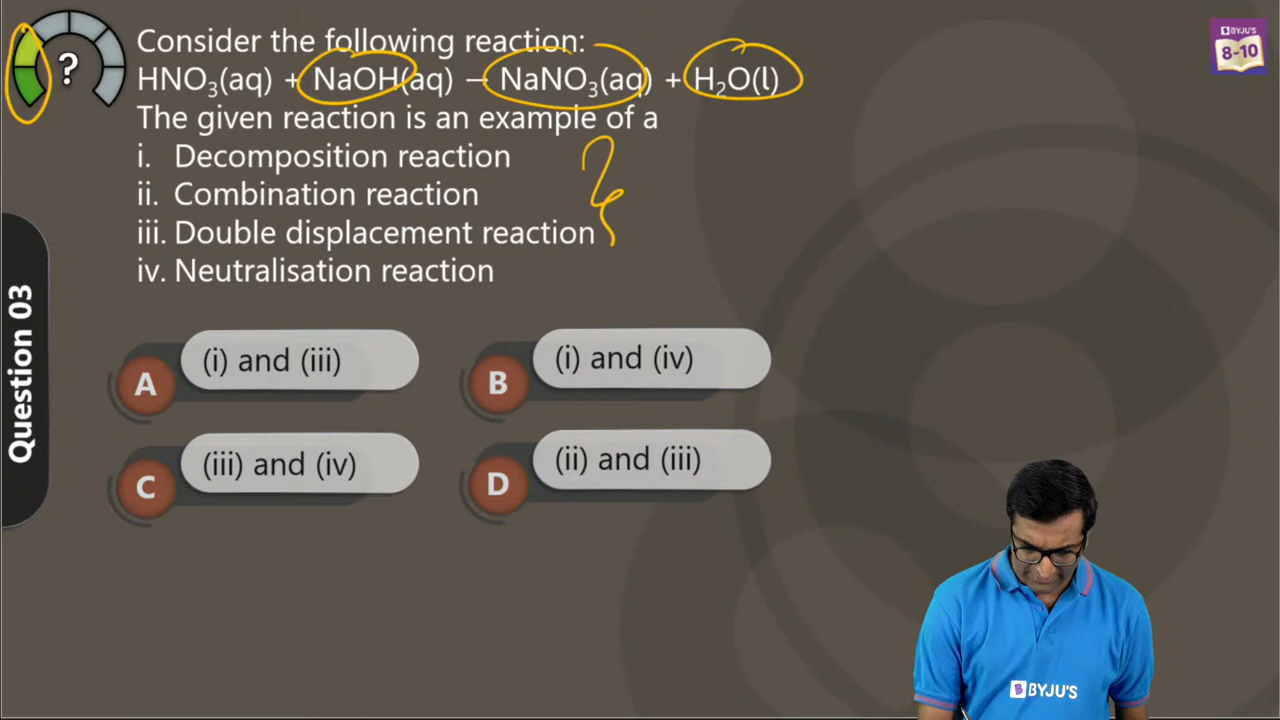 Consider the following reaction:
HNO₃(aq) + NaOH(aq) – NaNO₃(aq) + H₂O(l)
The given reaction is an example of a
i. Decomposition reaction
ii. Combination reaction
iii. Double displacement reaction
iv. Neutralisation reaction
?
BYJU'S
8-10
Question 03
A (i) and (iii)
B (i) and (iv)
C (iii) and (iv)
D (ii) and (iii)
BYJU'S